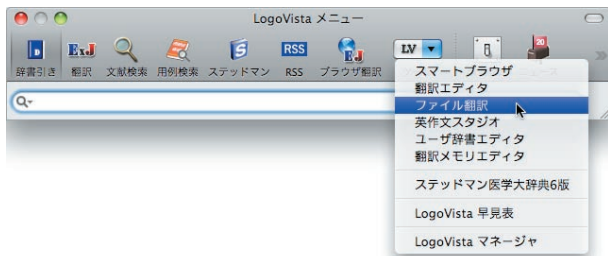 LogoVista メニュー
ExJ RSS ExJ LV 20
辞書引き 翻訳 文献検索 用例検索 ステッドマン RSS ブラウザ翻訳
スマートブラウザ
翻訳エディタ
ファイル翻訳
英作文スタジオ
ユーザ辞書エディタ
翻訳メモリエディタ
ステッドマン医学大辞典6版
LogoVista 早見表
LogoVista マネージャ